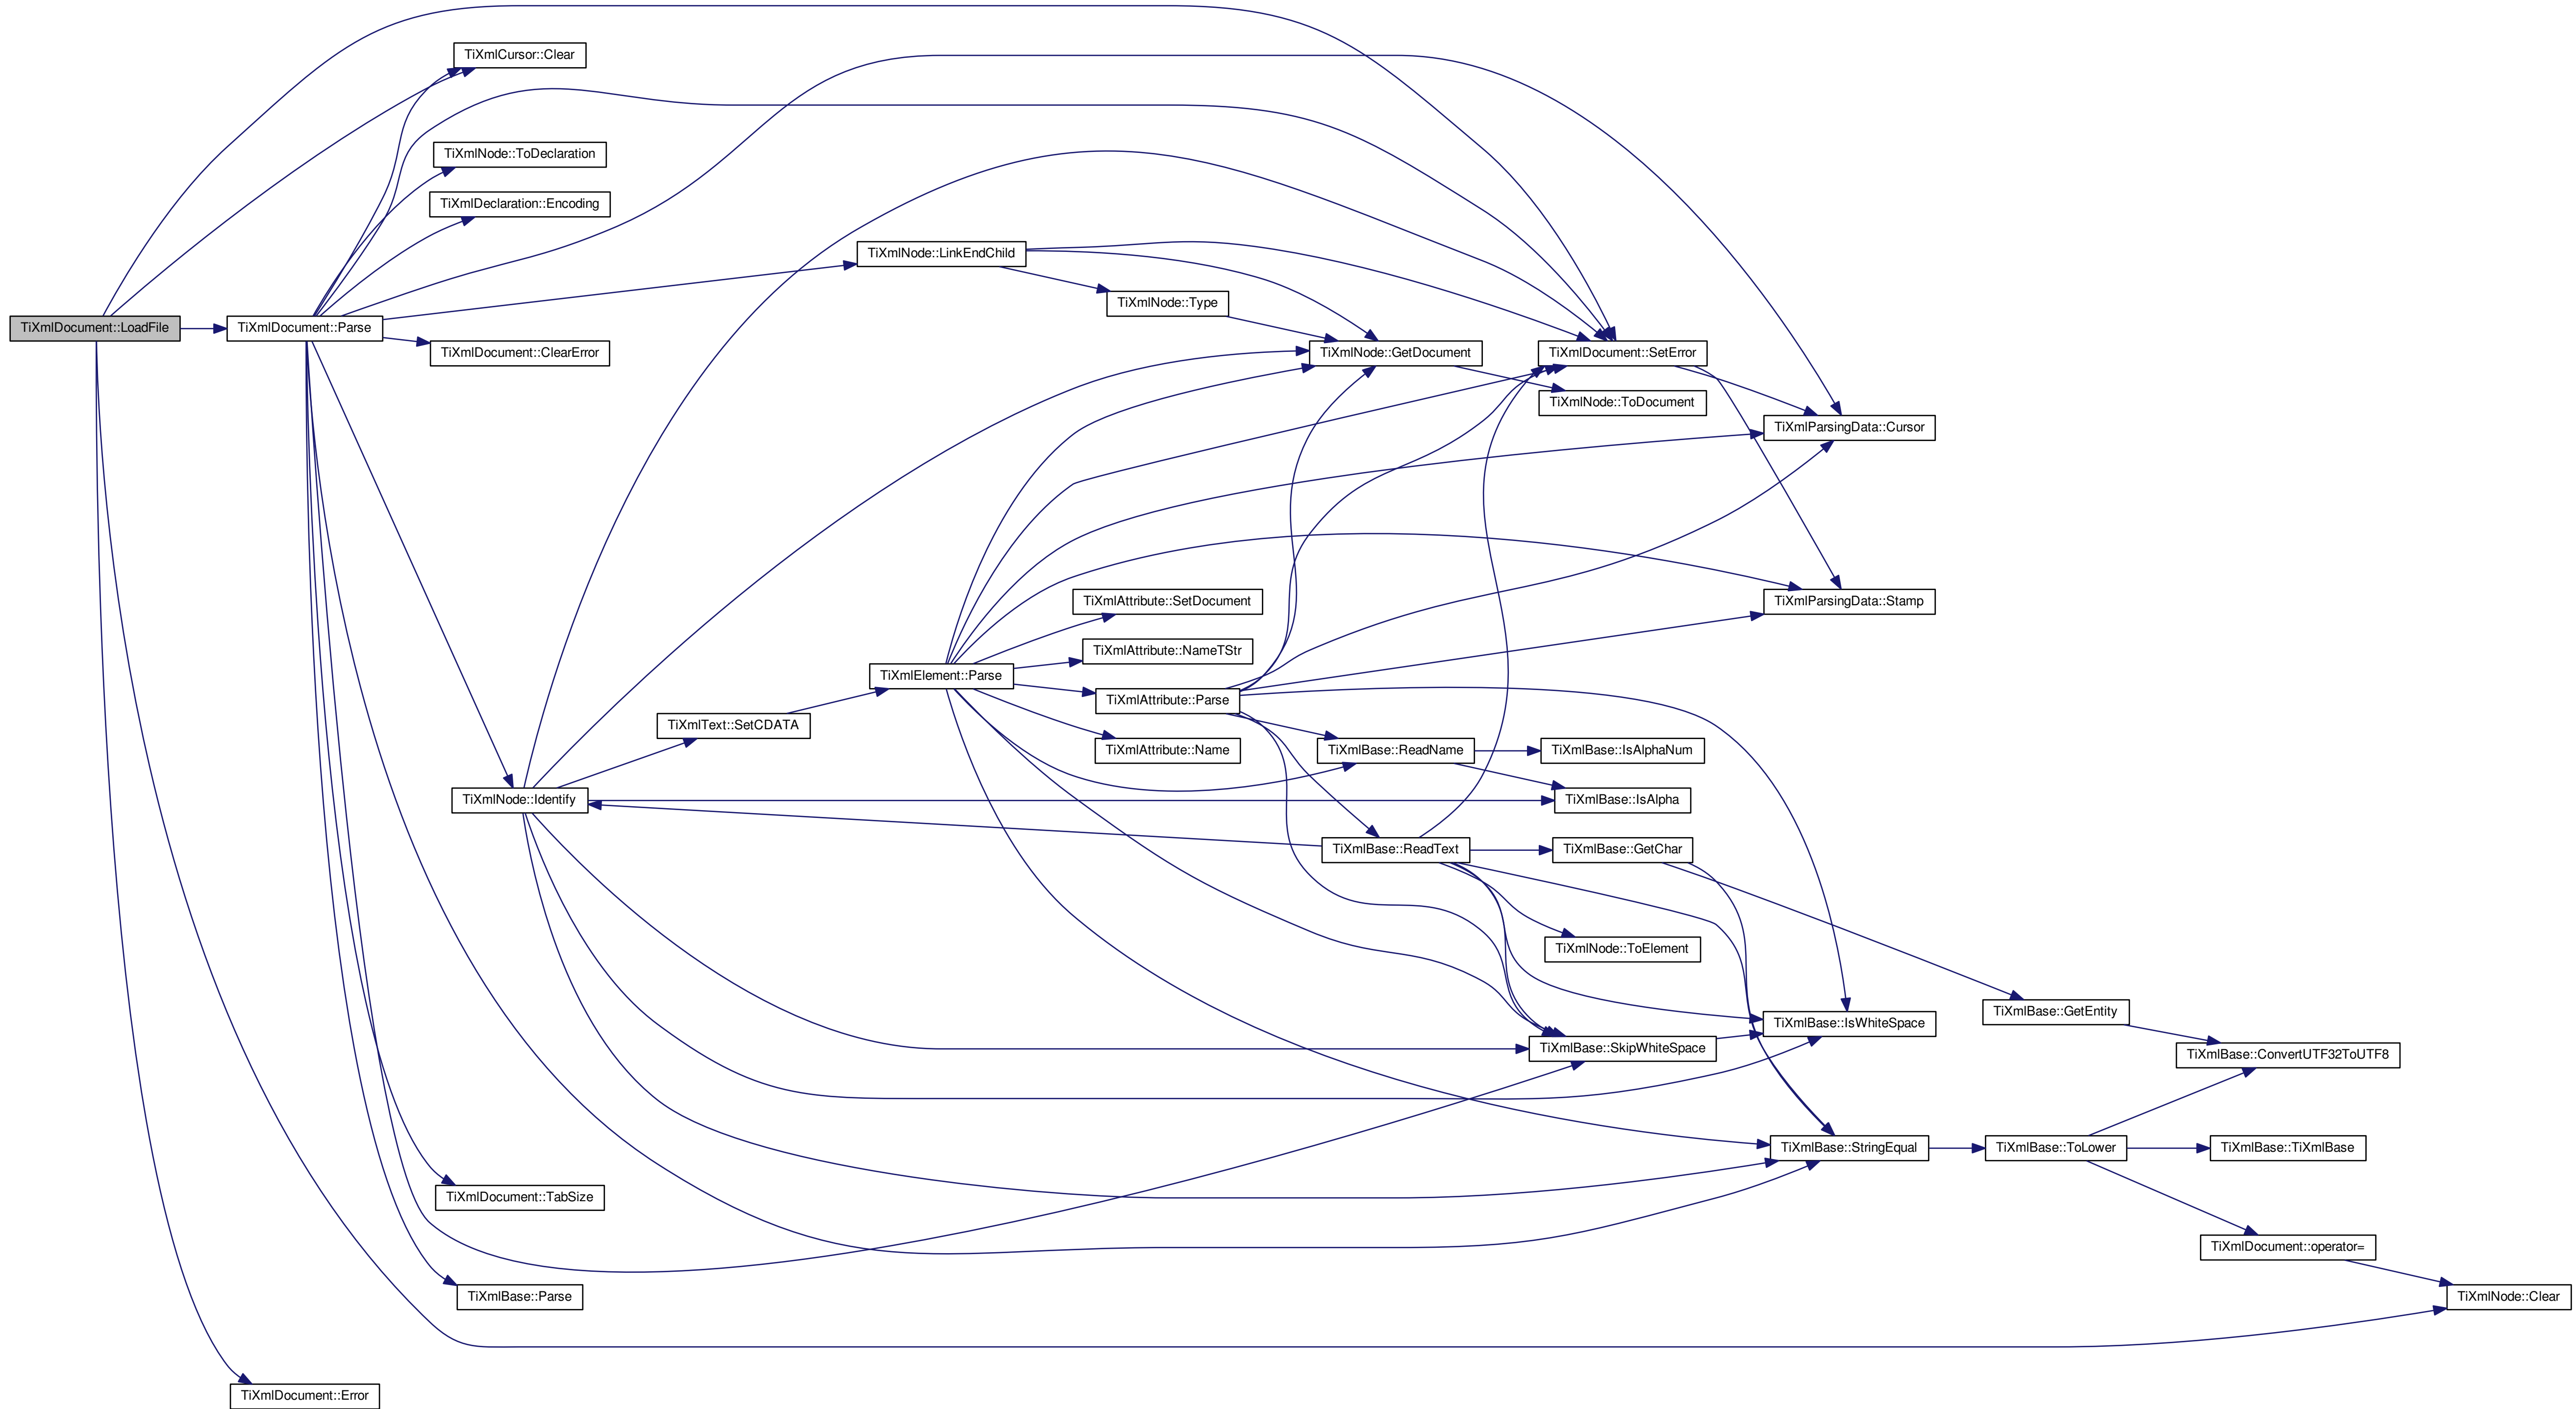 TiXmlDocument::LoadFile
TiXmlDocument::Parse
TiXmlDocument::Error
TiXmlCursor::Clear
TiXmlNode::ToDeclaration
TiXmlDeclaration::Encoding
TiXmlDocument::ClearError
TiXmlNode::Identify
TiXmlDocument::TabSize
TiXmlBase::Parse
TiXmlText::SetCDATA
TiXmlNode::LinkEndChild
TiXmlElement::Parse
TiXmlNode::Type
TiXmlAttribute::SetDocument
TiXmlAttribute::NameTStr
TiXmlAttribute::Parse
TiXmlAttribute::Name
TiXmlNode::GetDocument
TiXmlBase::ReadName
TiXmlBase::ReadText
TiXmlDocument::SetError
TiXmlNode::ToDocument
TiXmlBase::IsAlphaNum
TiXmlBase::IsAlpha
TiXmlBase::GetChar
TiXmlNode::ToElement
TiXmlBase::SkipWhiteSpace
TiXmlParsingData::Cursor
TiXmlParsingData::Stamp
TiXmlBase::IsWhiteSpace
TiXmlBase::StringEqual
TiXmlBase::GetEntity
TiXmlBase::ToLower
TiXmlBase::ConvertUTF32ToUTF8
TiXmlBase::TiXmlBase
TiXmlDocument::operator=
TiXmlNode::Clear